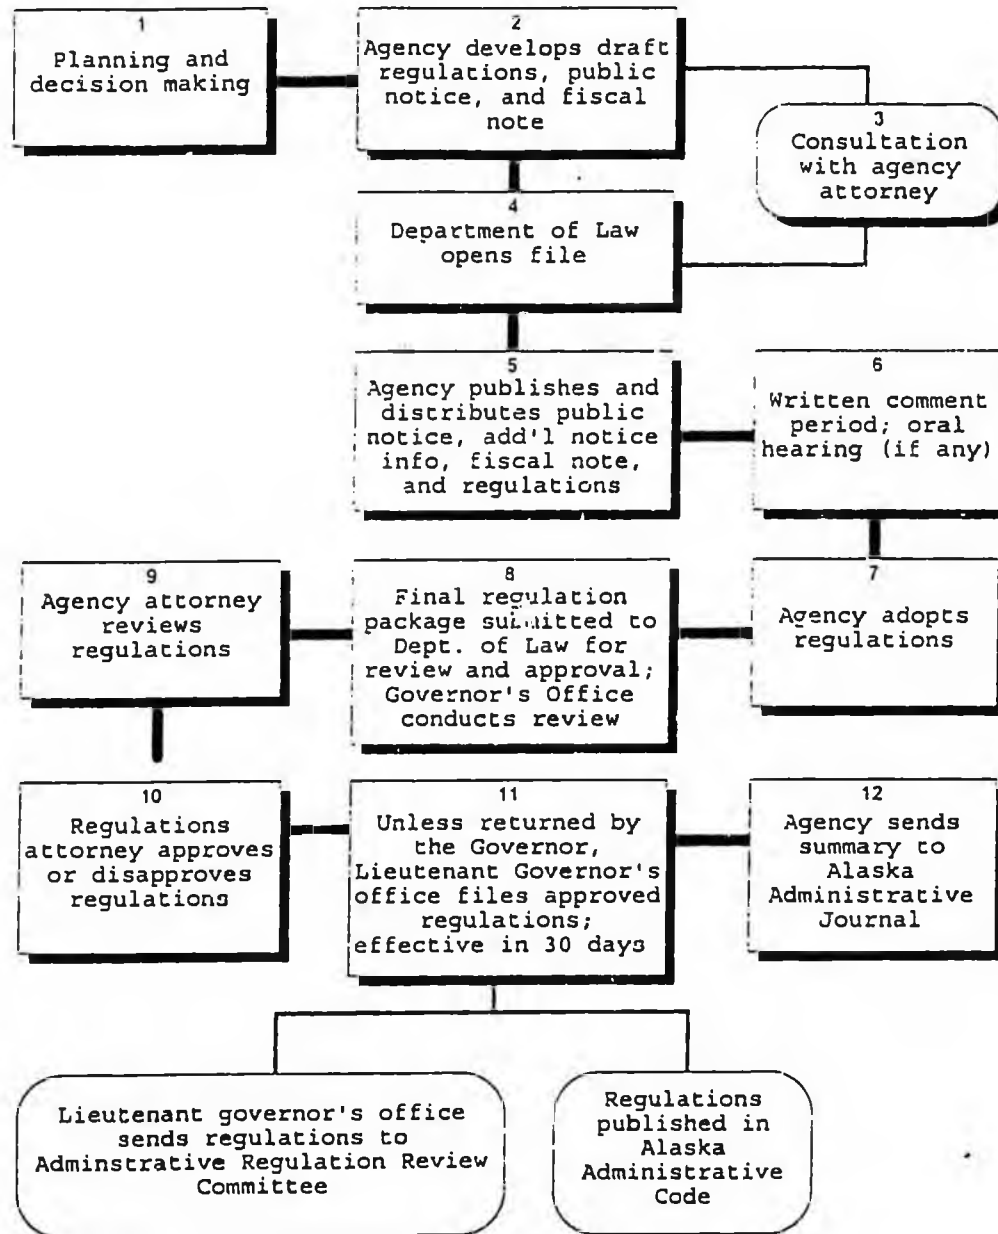 1
Planning and
decision making
2
Agency develops draft
regulations, public
notice, and fiscal
note
3
Consultation
with agency
attorney
4
Department of Law
opens file
5
Agency publishes and
distributes public
notice, add'l notice
info, fiscal note,
and regulations
6
Written comment
period; oral
hearing (if any)
7
Agency adopts
regulations
8
Final regulation
package submitted to
Dept. of Law for
review and approval;
Governor's Office
conducts review
9
Agency attorney
reviews
regulations
10
Regulations
attorney approves
or disapproves
regulations
11
Unless returned by
the Governor,
Lieutenant Governor's
office files approved
regulations;
effective in 30 days
12
Agency sends
summary to
Alaska
Administrative
Journal
Lieutenant governor's office
sends regulations to
Adminstrative Regulation Review
Committee
Regulations
published in
Alaska
Administrative
Code